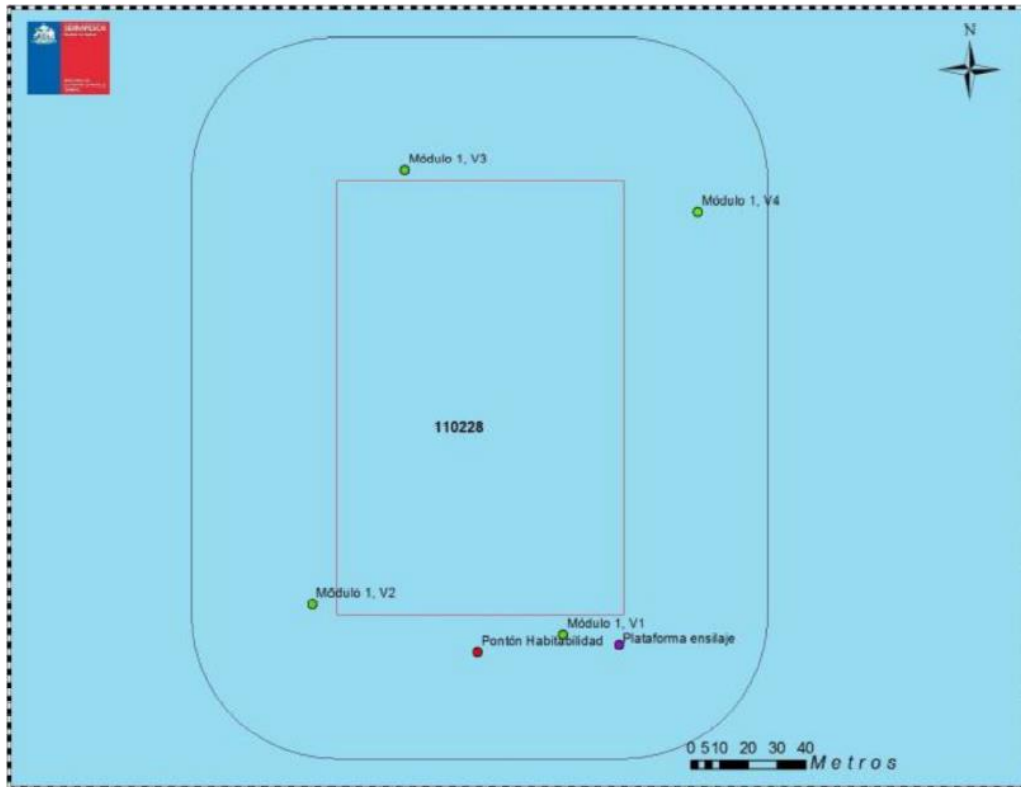 SERNAPESCA
N
Módulo 1, V3
Módulo 1, V4
110228
Módulo 1, V2
Módulo 1, V1
Pontón Habitabilidad
Plataforma ensilaje
0 5 10 20 30 40
Metros